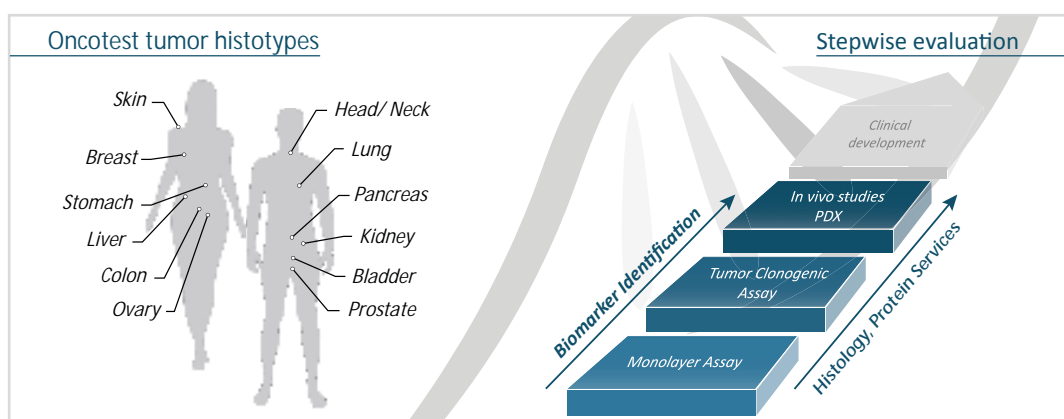 Oncotest tumor histotypes
Skin
Breast
Stomach
Liver
Colon
Ovary
Head/ Neck
Lung
Pancreas
Kidney
Bladder
Prostate
Stepwise evaluation
Clinical
development
In vivo studies
PDX
Tumor Clonogenic
Assay
Monolayer Assay
Biomarker Identification
Histology, Protein Services